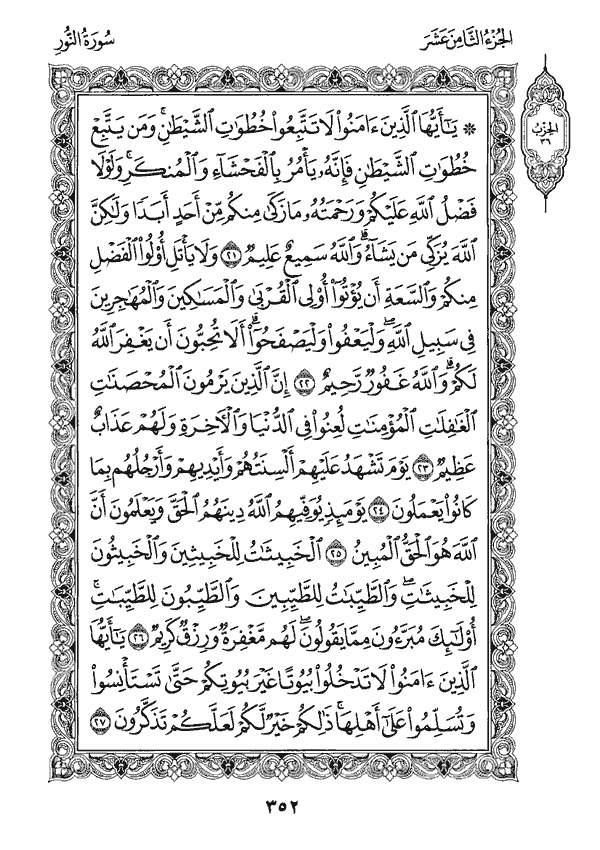 الجزء الثامن عشر
سورة النور
الحزب
٣٦
۞ يَٰٓأَيُّهَا ٱلَّذِينَ ءَامَنُوا۟ لَا تَتَّبِعُوا۟ خُطُوَٰتِ ٱلشَّيْطَٰنِ ۚ وَمَن يَتَّبِعْ
خُطُوَٰتِ ٱلشَّيْطَٰنِ فَإِنَّهُۥ يَأْمُرُ بِٱلْفَحْشَآءِ وَٱلْمُنكَرِ ۚ وَلَوْلَا
فَضْلُ ٱللَّهِ عَلَيْكُمْ وَرَحْمَتُهُۥ مَا زَكَىٰ مِنكُم مِّنْ أَحَدٍ أَبَدًا وَلَٰكِنَّ
ٱللَّهَ يُزَكِّى مَن يَشَآءُ ۗ وَٱللَّهُ سَمِيعٌ عَلِيمٌ ٢١ وَلَا يَأْتَلِ أُو۟لُوا۟ ٱلْفَضْلِ
مِنكُمْ وَٱلسَّعَةِ أَن يُؤْتُوٓا۟ أُو۟لِى ٱلْقُرْبَىٰ وَٱلْمَسَٰكِينَ وَٱلْمُهَٰجِرِينَ
فِى سَبِيلِ ٱللَّهِ ۖ وَلْيَعْفُوا۟ وَلْيَصْفَحُوٓا۟ ۗ أَلَا تُحِبُّونَ أَن يَغْفِرَ ٱللَّهُ
لَكُمْ ۗ وَٱللَّهُ غَفُورٌ رَّحِيمٌ ٢٢ إِنَّ ٱلَّذِينَ يَرْمُونَ ٱلْمُحْصَنَٰتِ
ٱلْغَٰفِلَٰتِ ٱلْمُؤْمِنَٰتِ لُعِنُوا۟ فِى ٱلدُّنْيَا وَٱلْءَاخِرَةِ وَلَهُمْ عَذَابٌ
عَظِيمٌ ٢٣ يَوْمَ تَشْهَدُ عَلَيْهِمْ أَلْسِنَتُهُمْ وَأَيْدِيهِمْ وَأَرْجُلُهُم بِمَا
كَانُوا۟ يَعْمَلُونَ ٢٤ يَوْمَئِذٍ يُوَفِّيهِمُ ٱللَّهُ دِينَهُمُ ٱلْحَقَّ وَيَعْلَمُونَ أَنَّ
ٱللَّهَ هُوَ ٱلْحَقُّ ٱلْمُبِينُ ٢٥ ٱلْخَبِيثَٰتُ لِلْخَبِيثِينَ وَٱلْخَبِيثُونَ
لِلْخَبِيثَٰتِ ۖ وَٱلطَّيِّبَٰتُ لِلطَّيِّبِينَ وَٱلطَّيِّبُونَ لِلطَّيِّبَٰتِ ۚ
أُو۟لَٰٓئِكَ مُبَرَّءُونَ مِمَّا يَقُولُونَ ۖ لَهُم مَّغْفِرَةٌ وَرِزْقٌ كَرِيمٌ ٢٦ يَٰٓأَيُّهَا
ٱلَّذِينَ ءَامَنُوا۟ لَا تَدْخُلُوا۟ بُيُوتًا غَيْرَ بُيُوتِكُمْ حَتَّىٰ تَسْتَأْنِسُوا۟
وَتُسَلِّمُوا۟ عَلَىٰٓ أَهْلِهَا ۚ ذَٰلِكُمْ خَيْرٌ لَّكُمْ لَعَلَّكُمْ تَذَكَّرُونَ ٢٧
٣٥٢